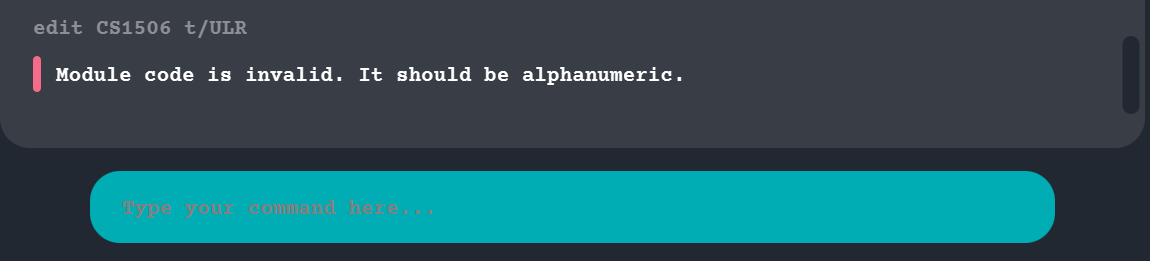 edit CS1506 t/ULR
Module code is invalid. It should be alphanumeric.
Type your command here...